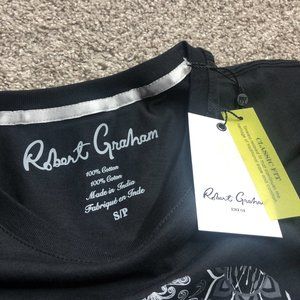 Robert Graham
100% Cotton
100% Cotton
Made in India
Fabriqué en Inde
S/P
Robert Graham
CLASSIC FIT